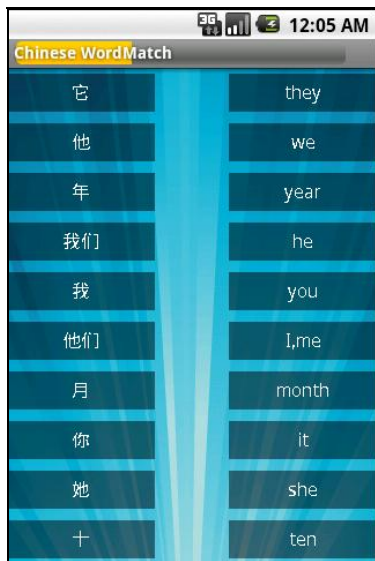 3G 12:05 AM
Chinese WordMatch
它 they
他 we
年 year
我们 he
我 you
他们 I,me
月 month
你 it
她 she
十 ten